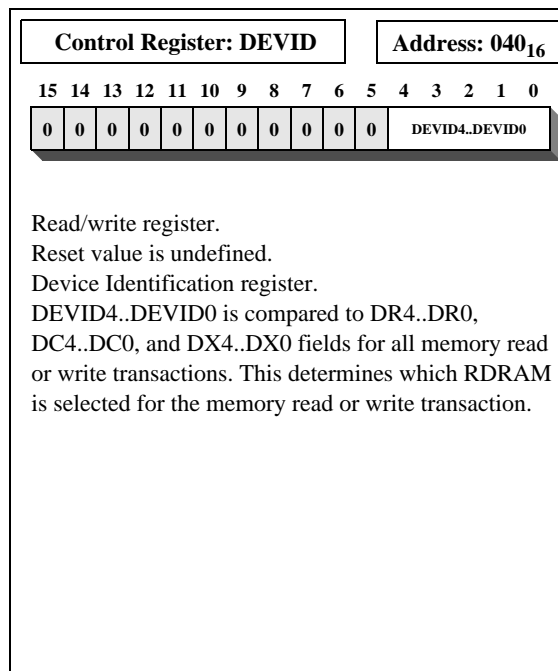 Control Register: DEVID
Address: 040₁₆
15 14 13 12 11 10 9 8 7 6 5 4 3 2 1 0
0 0 0 0 0 0 0 0 0 0 0 DEVID4..DEVID0
Read/write register.
Reset value is undefined.
Device Identification register.
DEVID4..DEVID0 is compared to DR4..DR0,
DC4..DC0, and DX4..DX0 fields for all memory read
or write transactions. This determines which RDRAM
is selected for the memory read or write transaction.